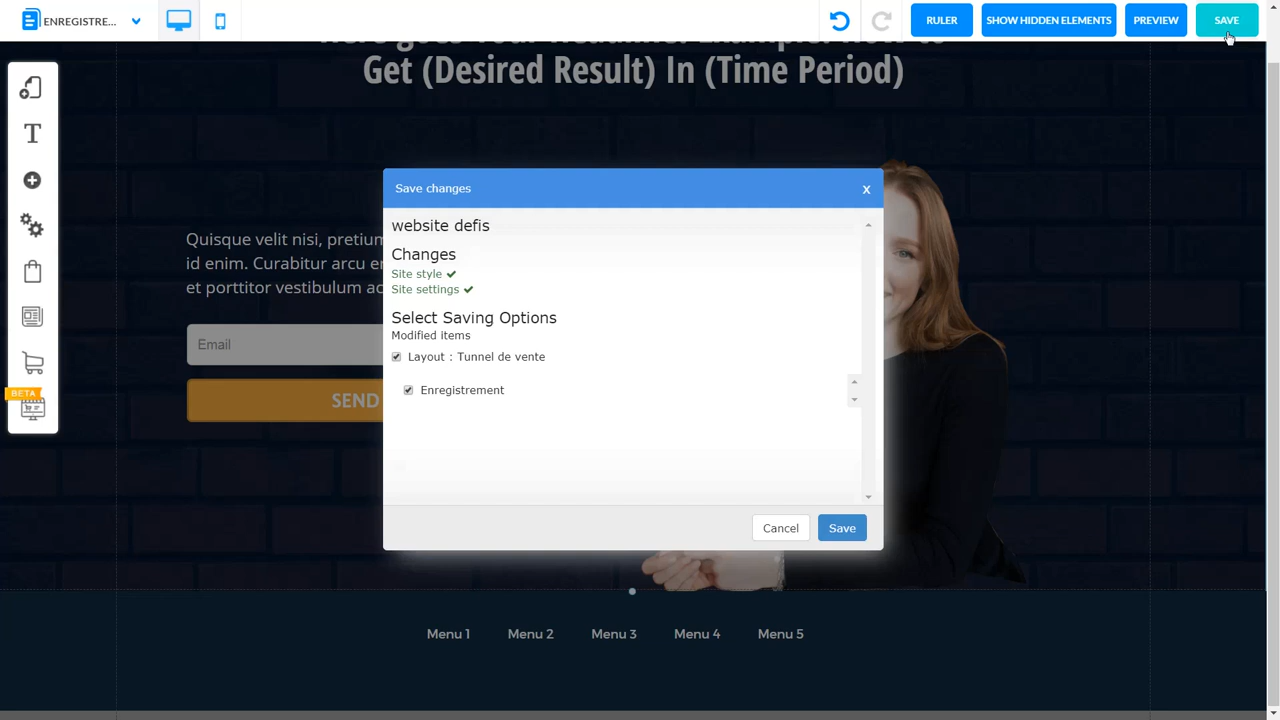 ENREGISTRE...
RULER
SHOW HIDDEN ELEMENTS
PREVIEW
SAVE
Get (Desired Result) In (Time Period)
Save changes
x
website defis
Changes
Site style
Site settings
Select Saving Options
Modified items
Layout : Tunnel de vente
Enregistrement
Cancel
Save
Quisque velit nisi, pretium
id enim. Curabitur arcu
et porttitor vestibulum
Email
SEND
BETA
Menu 1
Menu 2
Menu 3
Menu 4
Menu 5